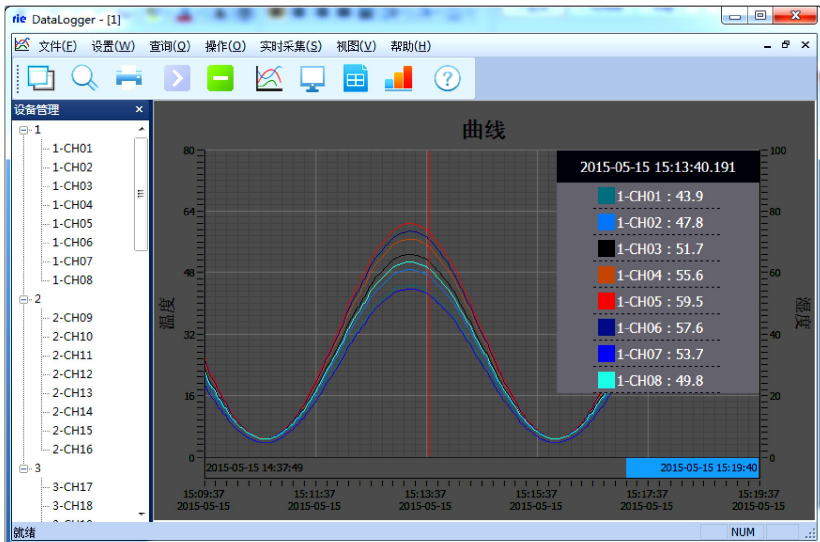 rie DataLogger - [1]
文件(F) 设置(W) 查询(Q) 操作(O) 实时采集(S) 视图(V) 帮助(H)
设备管理
1
1-CH01
1-CH02
1-CH03
1-CH04
1-CH05
1-CH06
1-CH07
1-CH08
2
2-CH09
2-CH10
2-CH11
2-CH12
2-CH13
2-CH14
2-CH15
2-CH16
3
3-CH17
3-CH18
曲线
80
64
48
32
16
0
温度
100
80
60
40
20
0
湿度
2015-05-15 15:13:40.191
1-CH01：43.9
1-CH02：47.8
1-CH03：51.7
1-CH04：55.6
1-CH05：59.5
1-CH06：57.6
1-CH07：53.7
1-CH08：49.8
2015-05-15 14:37:49
2015-05-15 15:19:40
15:09:37 15:11:37 15:13:37 15:15:37 15:17:37 15:19:37
2015-05-15 2015-05-15 2015-05-15 2015-05-15 2015-05-15 2015-05-15
就绪
NUM